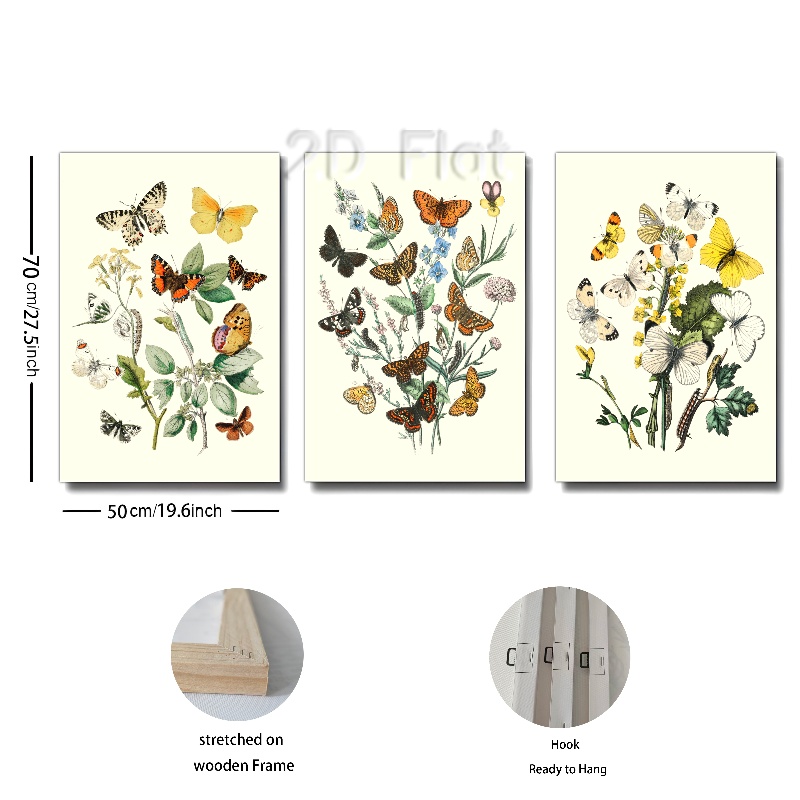 2D Flat
70cm/27.5inch
50cm/19.6inch
stretched on
wooden Frame
Hook
Ready to Hang